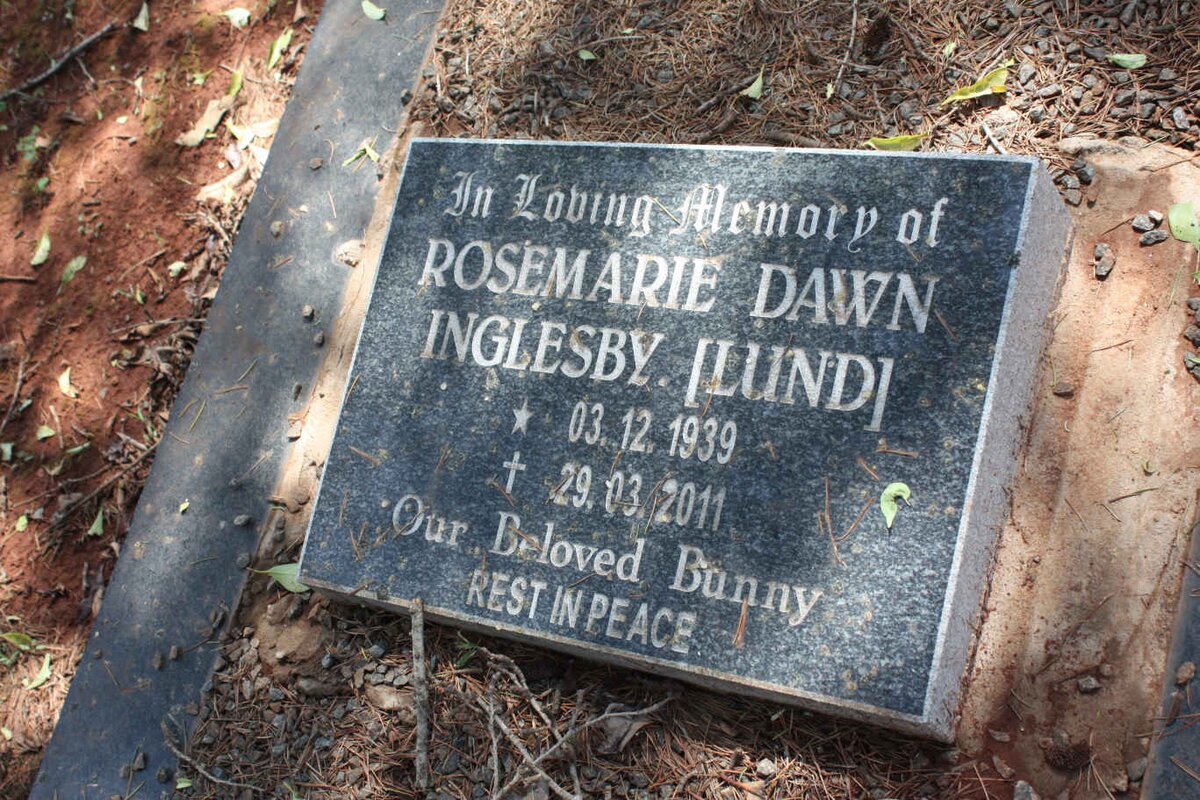 In Loving Memory of
ROSEMARIE DAWN
INGLESBY [LUND]
03. 12. 1939
29. 03. 2011
Our Beloved Bunny
REST IN PEACE